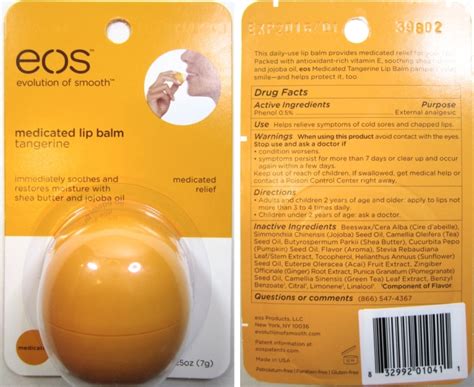 eos
evolution of smooth™
medicated lip balm
tangerine
immediately soothes and
restores moisture with
shea butter and jojoba oil
medicated
relief
medicated
.25oz (7g)
39802
This daily-use lip balm provides medicated relief for your
Packed with antioxidant-rich vitamin E, soothing shea
and jojoba oil, eos Medicated Tangerine Lip Balm pampers your
smile—and helps protect it, too.
Drug Facts
Active Ingredients Purpose
Phenol 0.5% External analgesic
Use Helps relieve symptoms of cold sores and chapped lips.
Warnings When using this product avoid contact with the eyes.
Stop use and ask a doctor if
• condition worsens.
• symptoms persist for more than 7 days or clear up and occur
again within a few days.
Keep out of reach of children. If swallowed, get medical help or
contact a Poison Control Center right away.
Directions
• Adults and children 2 years of age and older: apply to lips not
more than 3 to 4 times daily.
• Children under 2 years of age: ask a doctor.
Inactive Ingredients Beeswax/Cera Alba (Cire d'abeille),
Simmondsia Chinensis (Jojoba) Seed Oil, Camellia Oleifera (Tea)
Seed Oil, Butyrospermum Parkii (Shea Butter), Cucurbita Pepo
(Pumpkin) Seed Oil, Aroma (Flavor), Stevia Rebaudiana
Leaf/Stem Extract, Tocopherol, Helianthus Annuus (Sunflower)
Seed Oil, Euterpe Oleracea (Acai) Fruit Extract, Zingiber
Officinale (Ginger) Root Extract, Punica Granatum (Pomegranate)
Seed Oil, Camellia Sinensis (Green Tea) Leaf Extract, Benzyl
Butanoate, Citral*, Limonene*, Linalool* *Component of Flavor
Questions or comments? (866) 547-4367
eos Products, LLC
New York, NY 10036
evolutionofsmooth.com
Made in USA
8 32992 01041 1